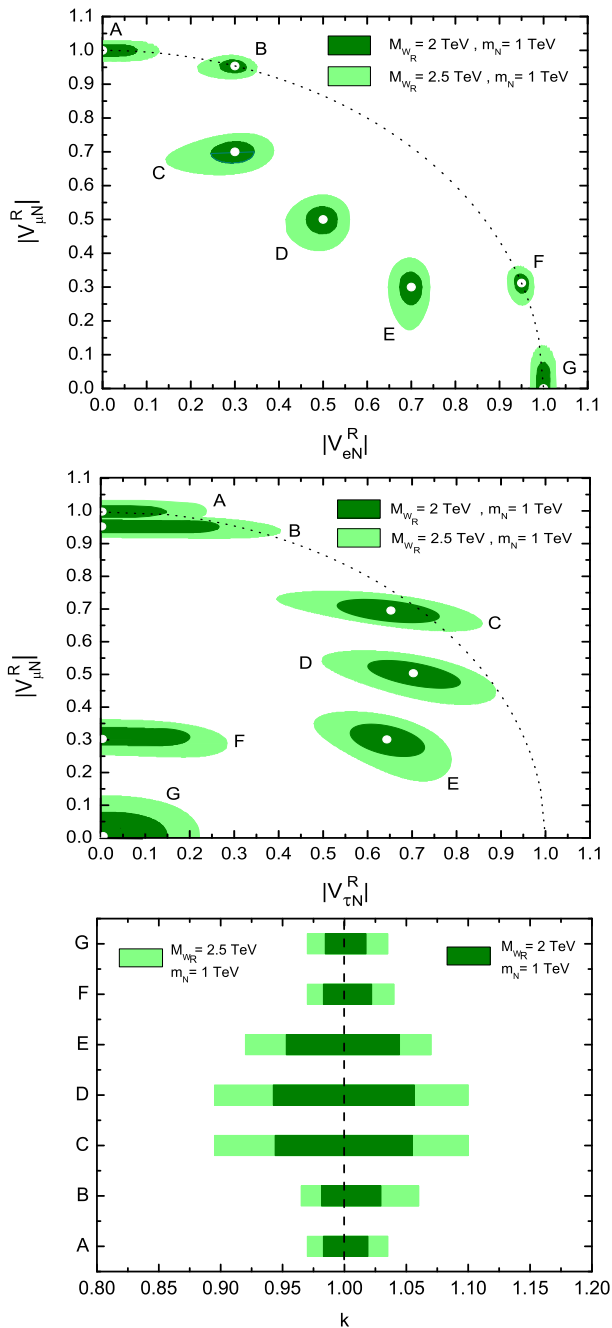 A
B
C
D
E
F
G
M_{W_R} = 2 TeV , m_N = 1 TeV
M_{W_R} = 2.5 TeV , m_N = 1 TeV
1.1
1.0
0.9
0.8
0.7
0.6
0.5
0.4
0.3
0.2
0.1
0.0
|V^R_{μN}|
0.0 0.1 0.2 0.3 0.4 0.5 0.6 0.7 0.8 0.9 1.0 1.1
|V^R_{eN}|
A
B
C
D
E
F
G
M_{W_R} = 2 TeV , m_N = 1 TeV
M_{W_R} = 2.5 TeV , m_N = 1 TeV
1.1
1.0
0.9
0.8
0.7
0.6
0.5
0.4
0.3
0.2
0.1
0.0
|V^R_{μN}|
0.0 0.1 0.2 0.3 0.4 0.5 0.6 0.7 0.8 0.9 1.0 1.1
|V^R_{τN}|
M_{W_R} = 2.5 TeV
m_N = 1 TeV
M_{W_R} = 2 TeV
m_N = 1 TeV
G
F
E
D
C
B
A
0.80 0.85 0.90 0.95 1.00 1.05 1.10 1.15 1.20
k